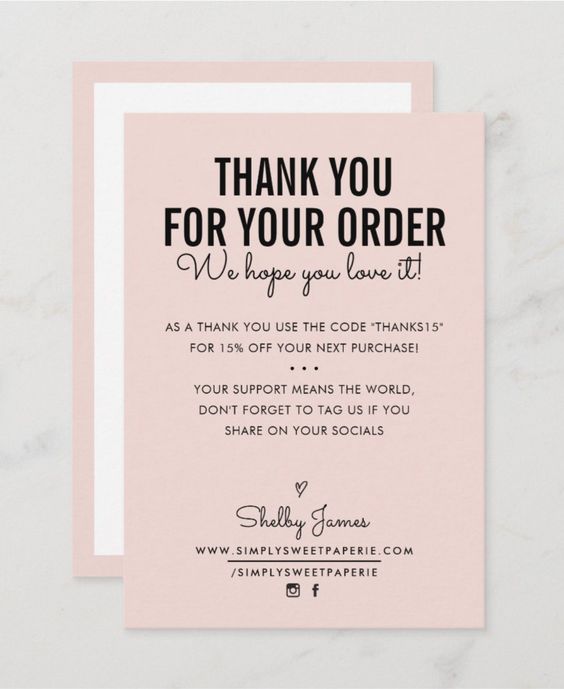 THANK YOU
FOR YOUR ORDER
We hope you love it!
AS A THANK YOU USE THE CODE "THANKS15"
FOR 15% OFF YOUR NEXT PURCHASE!
• • •
YOUR SUPPORT MEANS THE WORLD,
DON'T FORGET TO TAG US IF YOU
SHARE ON YOUR SOCIALS
Shelby James
WWW.SIMPLYSWEETPAPERIE.COM
/SIMPLYSWEETPAPERIE